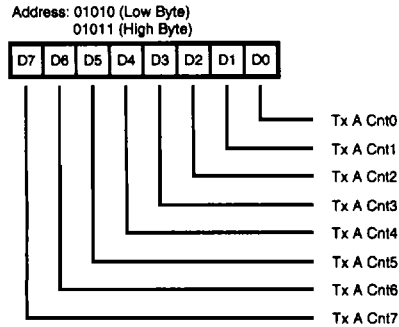 Address: 01010 (Low Byte)
01011 (High Byte)
D7 D6 D5 D4 D3 D2 D1 D0
Tx A Cnt0
Tx A Cnt1
Tx A Cnt2
Tx A Cnt3
Tx A Cnt4
Tx A Cnt5
Tx A Cnt6
Tx A Cnt7